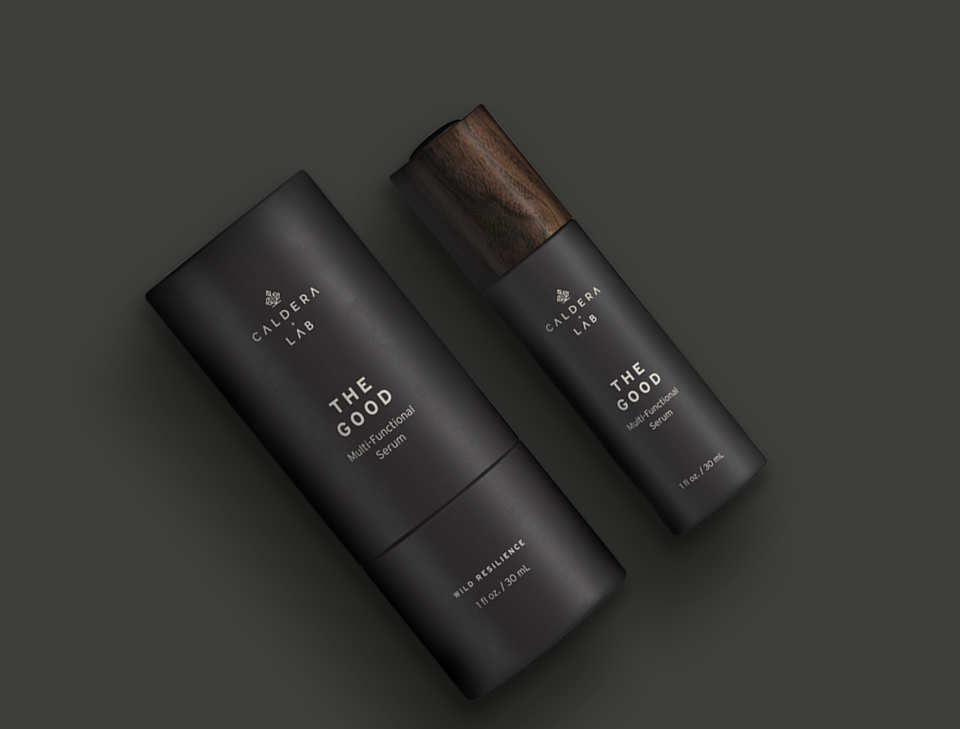 CALDERA
+
LAB
THE
GOOD
Multi-Functional
Serum
WILD RESILIENCE
1 fl oz. / 30 mL
CALDERA
+
LAB
THE
GOOD
Multi-Functional
Serum
1 fl oz. / 30 mL